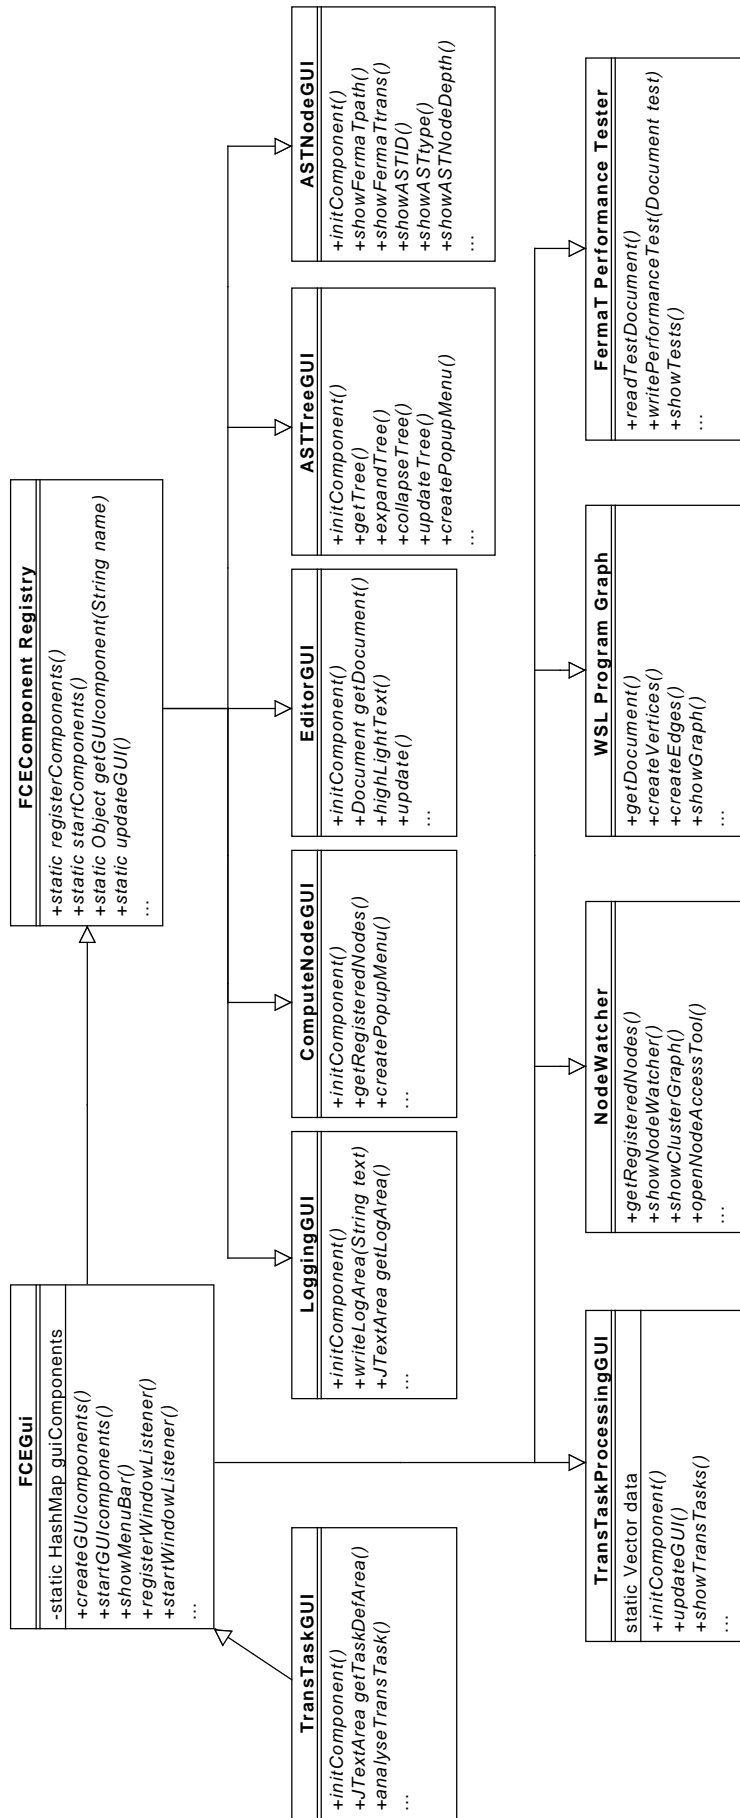 FCEGui
-static HashMap guiComponents
+createGUIcomponents()
+startGUIcomponents()
+showMenuBar()
+registerWindowListener()
+startWindowListener()
...
FCEComponent Registry
+static registerComponents()
+static startComponents()
+static Object getGUIcomponent(String name)
+static updateGUI()
...
TransTaskGUI
+initComponent()
+JTextArea getTaskDefArea()
+analyseTransTask()
...
LoggingGUI
+initComponent()
+writeLogArea(String text)
+JTextArea getLogArea()
...
ComputeNodeGUI
+initComponent()
+getRegisteredNodes()
+createPopupMenu()
...
EditorGUI
+initComponent()
+Document getDocument()
+highLightText()
+update()
...
ASTTreeGUI
+initComponent()
+getTree()
+expandTree()
+collapseTree()
+updateTree()
+createPopupMenu()
...
ASTNodeGUI
+initComponent()
+showFermaTpath()
+showFermaTtrans()
+showASTID()
+showASTtype()
+showASTNodeDepth()
...
TransTaskProcessingGUI
static Vector data
+initComponent()
+updateGUI()
+showTransTasks()
...
NodeWatcher
+getRegisteredNodes()
+showNodeWatcher()
+showClusterGraph()
+openNodeAccessTool()
...
WSL Program Graph
+getDocument()
+createVertices()
+createEdges()
+showGraph()
...
FermaT Performance Tester
+readTestDocument()
+writePerformanceTest(Document test)
+showTests()
...